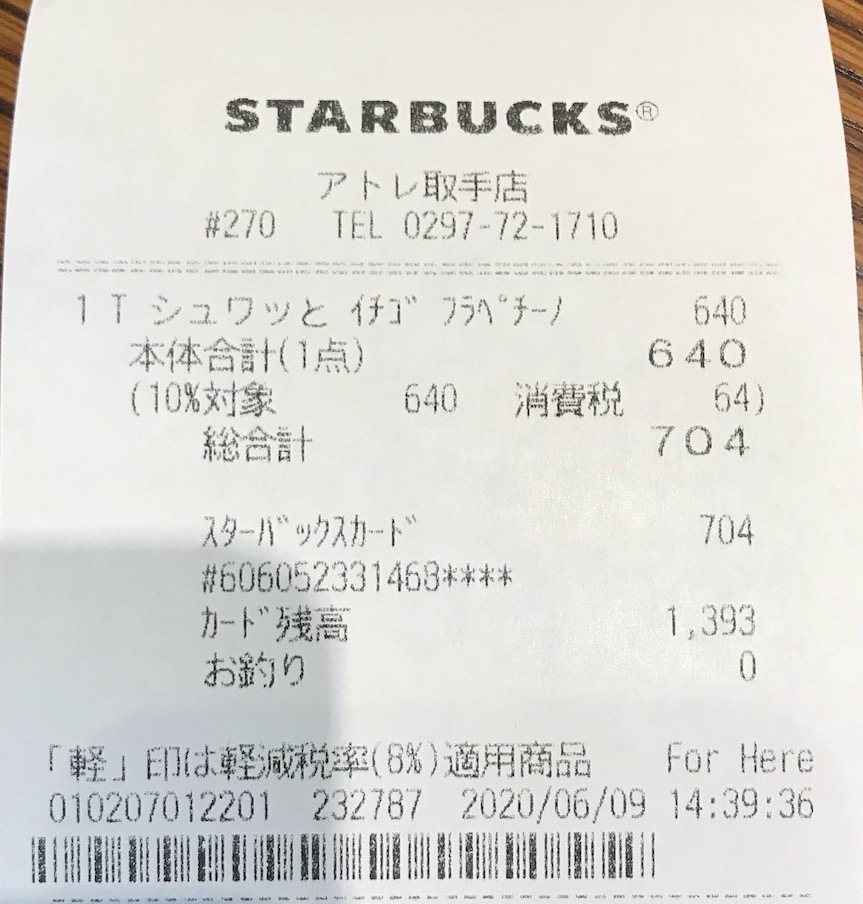 STARBUCKS®
アトレ取手店
#270 TEL 0297-72-1710
1 T シュワッと ｲﾁｺﾞ ﾌﾗﾍﾟﾁｰﾉ 640
本体合計(1点) 640
(10%対象 640 消費税 64)
総合計 704
ｽﾀｰﾊﾞｯｸｽｶｰﾄﾞ 704
#606052331468****
ｶｰﾄﾞ残高 1,393
お釣り 0
「軽」印は軽減税率(8%)適用商品 For Here
010207012201 232787 2020/06/09 14:39:36